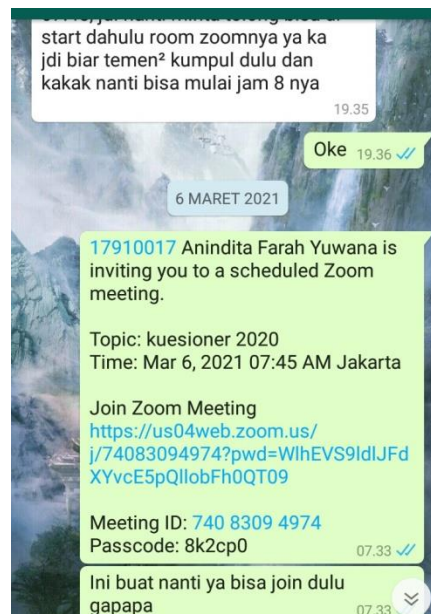 start dahulu room zoomnya ya ka
jdi biar temen² kumpul dulu dan
kakak nanti bisa mulai jam 8 nya
19.35
Oke 19.36
6 MARET 2021
17910017 Anindita Farah Yuwana is
inviting you to a scheduled Zoom
meeting.
Topic: kuesioner 2020
Time: Mar 6, 2021 07:45 AM Jakarta
Join Zoom Meeting
https://us04web.zoom.us/
j/74083094974?pwd=WlhEVS9ldlJFd
XYvcE5pQllobFh0QT09
Meeting ID: 740 8309 4974
Passcode: 8k2cp0
07.33
Ini buat nanti ya bisa join dulu
gapapa
07.33